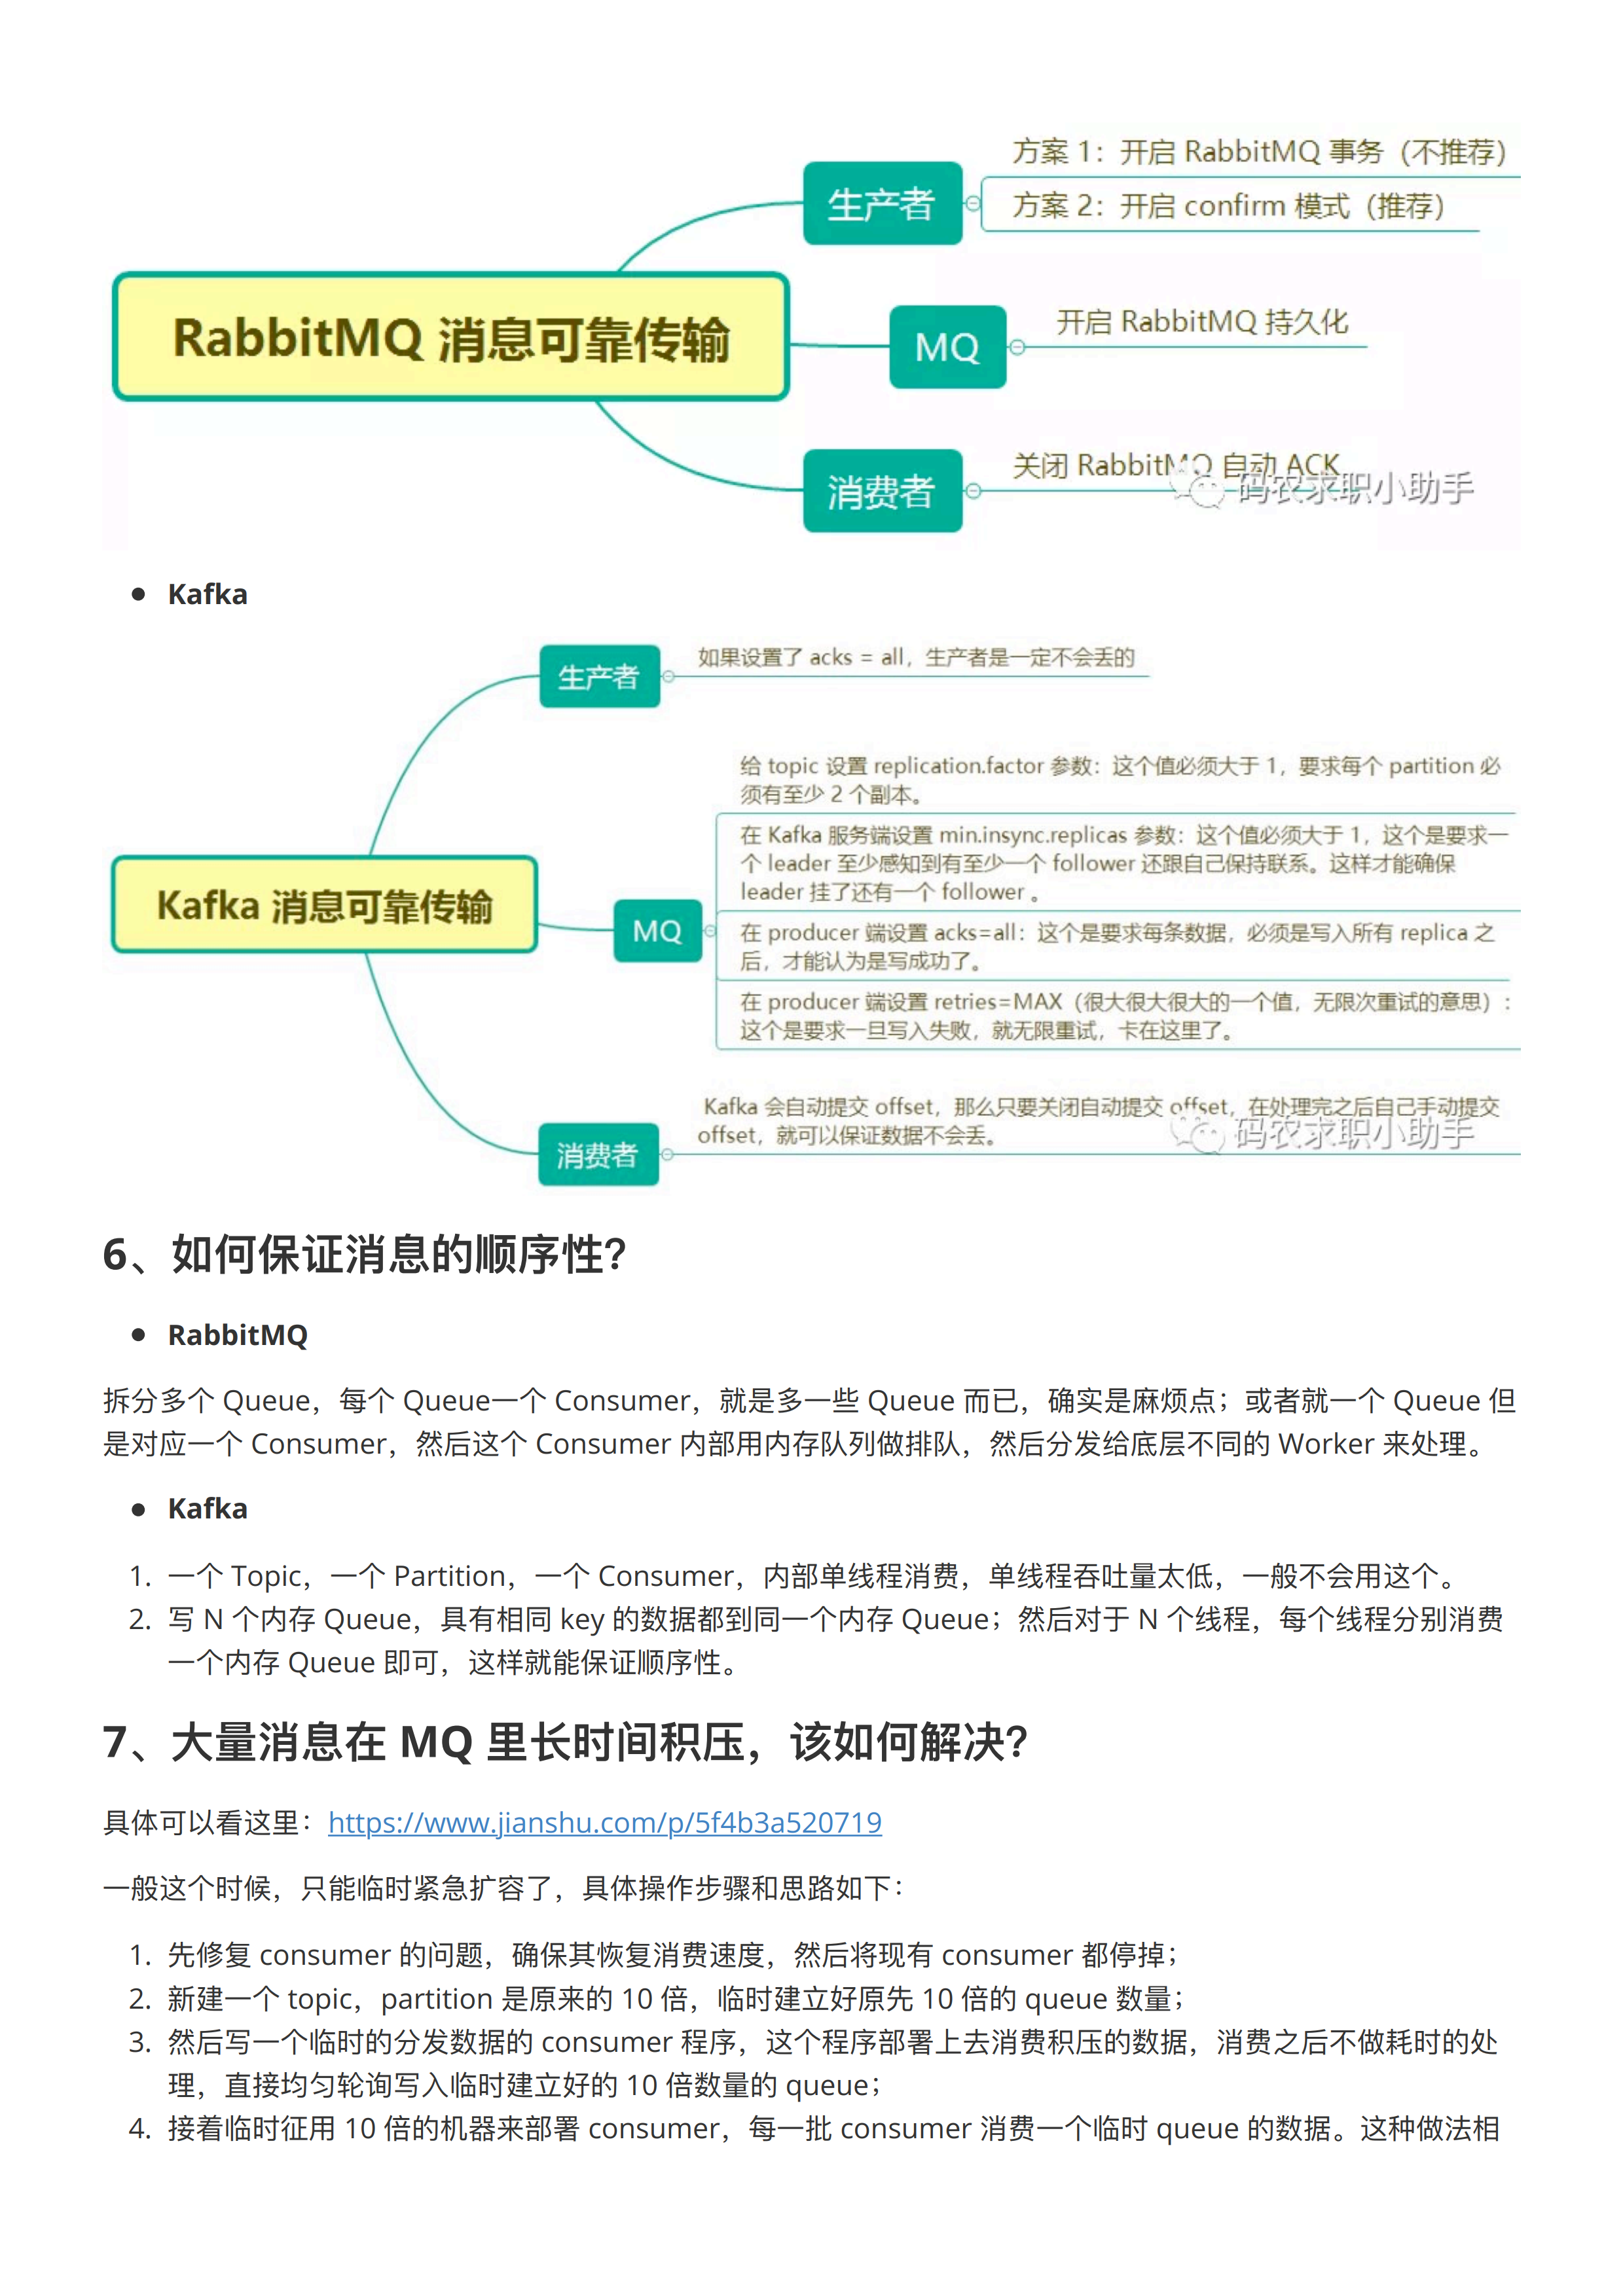 方案 1：开启 RabbitMQ 事务（不推荐）
生产者
方案 2：开启 confirm 模式（推荐）
RabbitMQ 消息可靠传输
MQ
开启 RabbitMQ 持久化
消费者
关闭 RabbitMQ 自动 ACK
码农求职小助手
• Kafka
生产者
如果设置了 acks = all，生产者是一定不会丢的
给 topic 设置 replication.factor 参数：这个值必须大于 1，要求每个 partition 必
须有至少 2 个副本。
在 Kafka 服务端设置 min.insync.replicas 参数：这个值必须大于 1，这个是要求一
个 leader 至少感知到有至少一个 follower 还跟自己保持联系。这样才能确保
leader 挂了还有一个 follower 。
Kafka 消息可靠传输
MQ
在 producer 端设置 acks=all：这个是要求每条数据，必须是写入所有 replica 之
后，才能认为是写成功了。
在 producer 端设置 retries=MAX（很大很大很大的一个值，无限次重试的意思）：
这个是要求一旦写入失败，就无限重试，卡在这里了。
消费者
Kafka 会自动提交 offset，那么只要关闭自动提交 offset，在处理完之后自己手动提交
offset，就可以保证数据不会丢。
码农求职小助手
6、如何保证消息的顺序性？
• RabbitMQ
拆分多个 Queue，每个 Queue一个 Consumer，就是多一些 Queue 而已，确实是麻烦点；或者就一个 Queue 但
是对应一个 Consumer，然后这个 Consumer 内部用内存队列做排队，然后分发给底层不同的 Worker 来处理。
• Kafka
1. 一个 Topic，一个 Partition，一个 Consumer，内部单线程消费，单线程吞吐量太低，一般不会用这个。
2. 写 N 个内存 Queue，具有相同 key 的数据都到同一个内存 Queue；然后对于 N 个线程，每个线程分别消费
一个内存 Queue 即可，这样就能保证顺序性。
7、大量消息在 MQ 里长时间积压，该如何解决？
具体可以看这里：https://www.jianshu.com/p/5f4b3a520719
一般这个时候，只能临时紧急扩容了，具体操作步骤和思路如下：
1. 先修复 consumer 的问题，确保其恢复消费速度，然后将现有 consumer 都停掉；
2. 新建一个 topic，partition 是原来的 10 倍，临时建立好原先 10 倍的 queue 数量；
3. 然后写一个临时的分发数据的 consumer 程序，这个程序部署上去消费积压的数据，消费之后不做耗时的处
理，直接均匀轮询写入临时建立好的 10 倍数量的 queue；
4. 接着临时征用 10 倍的机器来部署 consumer，每一批 consumer 消费一个临时 queue 的数据。这种做法相